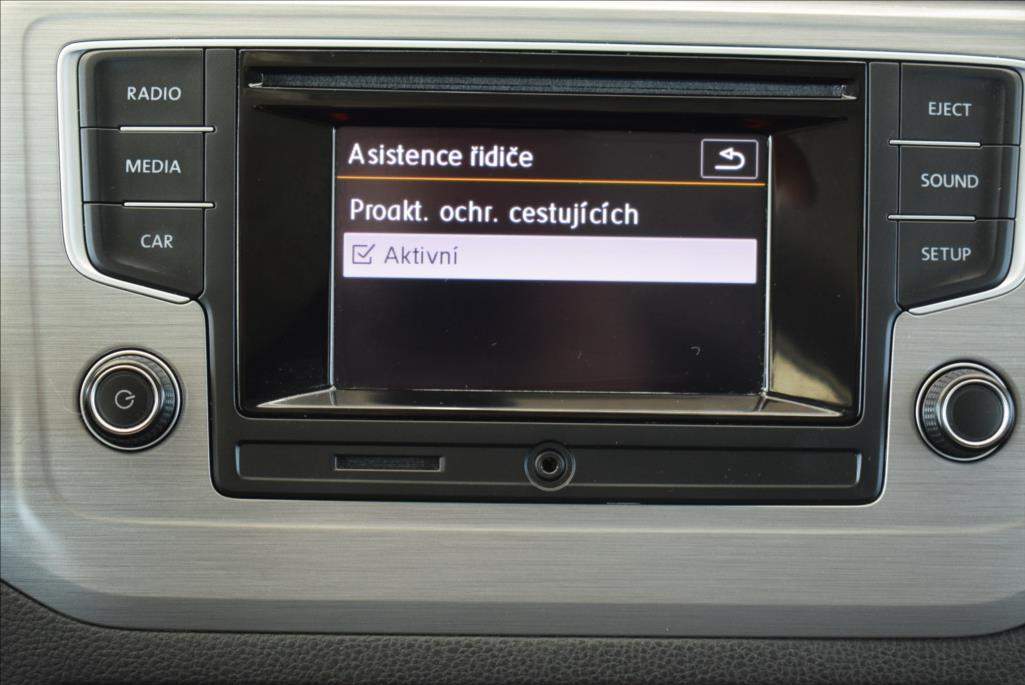 RADIO
MEDIA
CAR
Asistence řidiče
Proakt. ochr. cestujících
Aktivní
EJECT
SOUND
SETUP